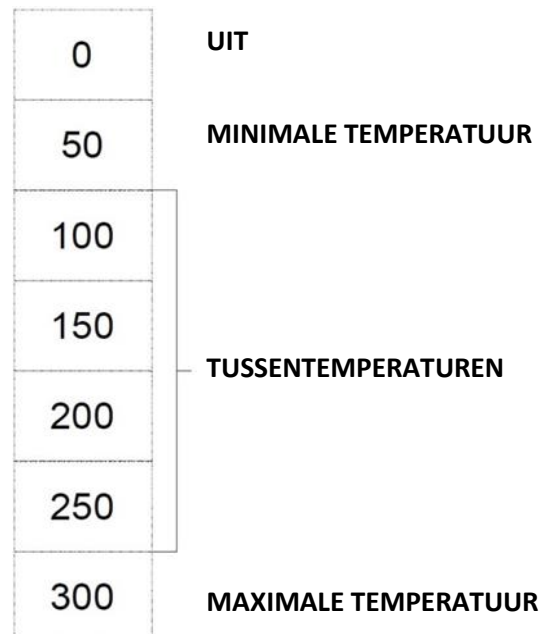 0 UIT
50 MINIMALE TEMPERATUUR
100
150
TUSSENTEMPERATUREN
200
250
300 MAXIMALE TEMPERATUUR